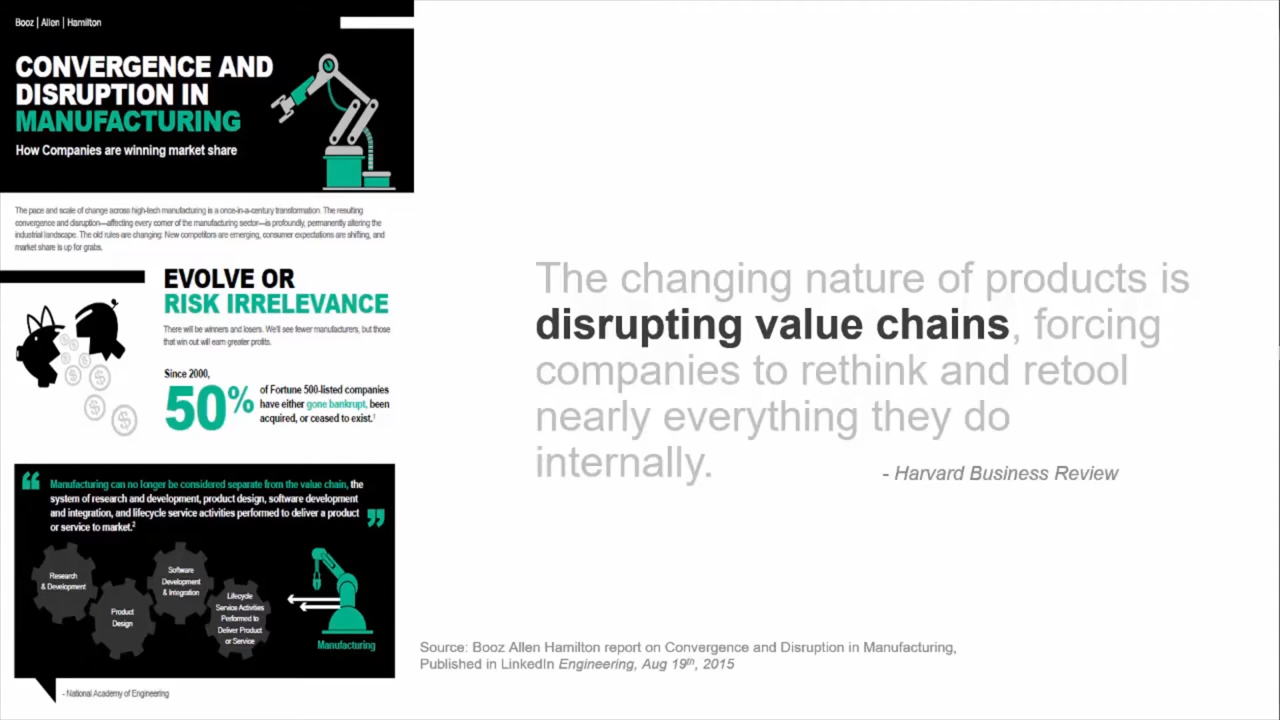 Booz | Allen | Hamilton
CONVERGENCE AND
DISRUPTION IN
MANUFACTURING
How Companies are winning market share
The pace and scale of change across high-tech manufacturing is a once-in-a-century transformation. The resulting
convergence and disruption—affecting every corner of the manufacturing sector—is profoundly, permanently altering the
industrial landscape. The old rules are changing: New competitors are emerging, consumer expectations are shifting, and
market share is up for grabs.
EVOLVE OR
RISK IRRELEVANCE
There will be winners and losers. We'll see fewer manufacturers, but those
that win out will earn greater profits.
Since 2000,
50%
of Fortune 500-listed companies
have either gone bankrupt, been
acquired, or ceased to exist.¹
“ Manufacturing can no longer be considered separate from the value chain, the
system of research and development, product design, software development
and integration, and lifecycle service activities performed to deliver a product
or service to market.² ”
Research
& Development
Product
Design
Software
Development
& Integration
Lifecycle
Service Activities
Performed to
Deliver Product
or Service
Manufacturing
- National Academy of Engineering
The changing nature of products is
disrupting value chains, forcing
companies to rethink and retool
nearly everything they do
internally.
- Harvard Business Review
Source: Booz Allen Hamilton report on Convergence and Disruption in Manufacturing,
Published in LinkedIn Engineering, Aug 19th, 2015